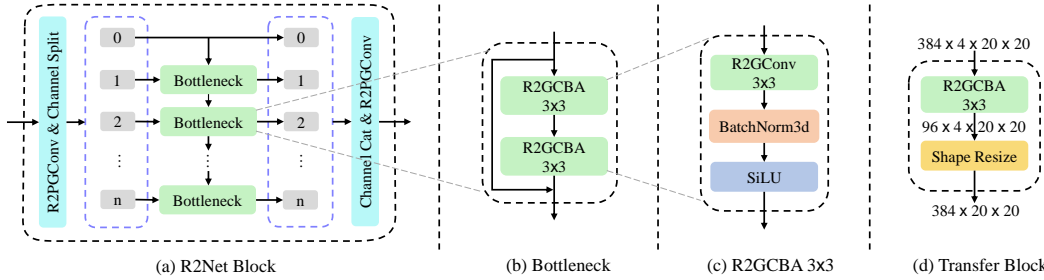 R2PGConv & Channel Split
0
0
1
Bottleneck
1
2
Bottleneck
2
n
Bottleneck
n
Channel Cat & R2PGConv
(a) R2Net Block
R2GCBA
3x3
R2GCBA
3x3
(b) Bottleneck
R2GConv
3x3
BatchNorm3d
SiLU
(c) R2GCBA 3x3
384 x 4 x 20 x 20
R2GCBA
3x3
96 x 4 x 20 x 20
Shape Resize
384 x 20 x 20
(d) Transfer Block